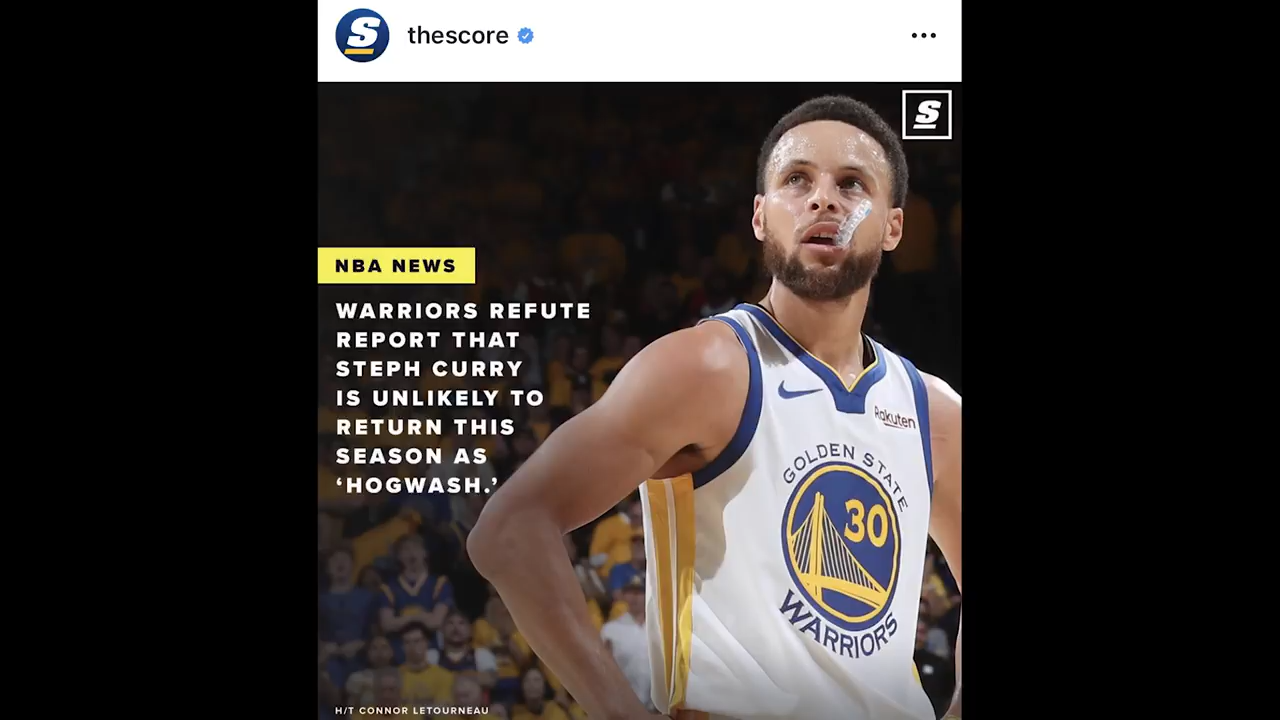 thescore
NBA NEWS
WARRIORS REFUTE
REPORT THAT
STEPH CURRY
IS UNLIKELY TO
RETURN THIS
SEASON AS
‘HOGWASH.’
Rakuten
GOLDEN STATE
30
WARRIORS
H/T CONNOR LETOURNEAU